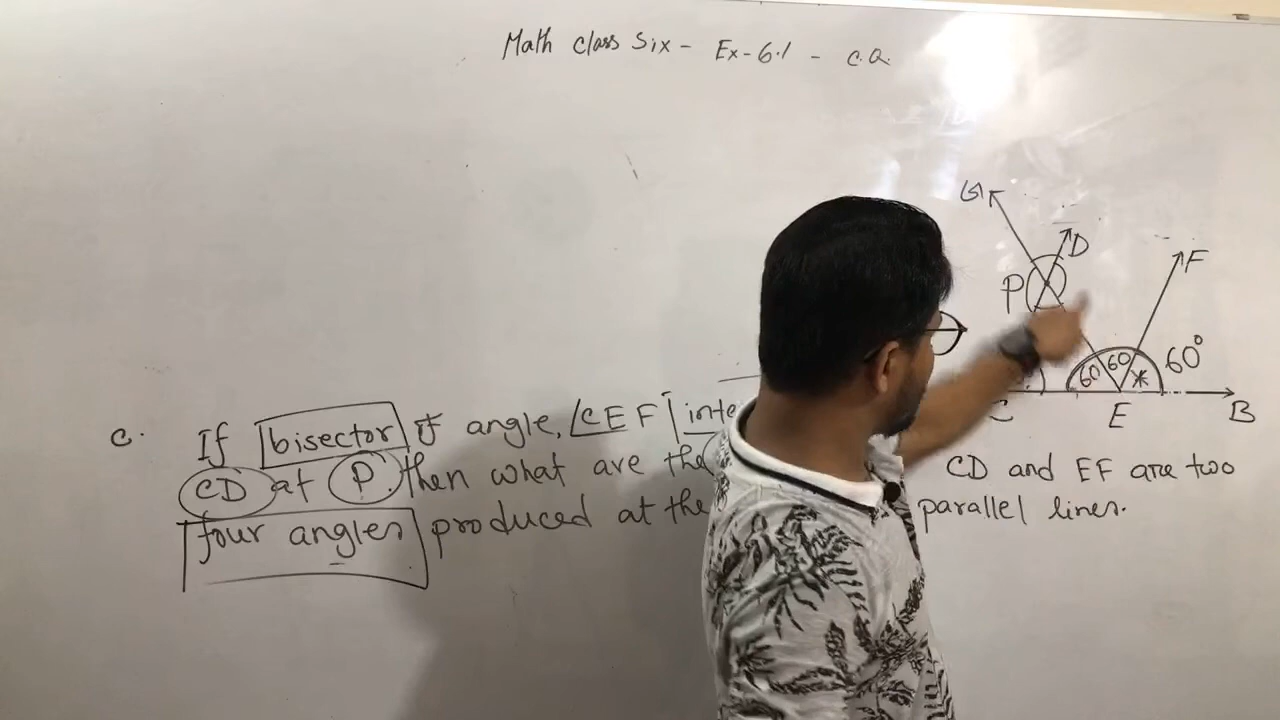 Math class Six - Ex-6.1 - C.Q.
G
D
P
F
60 60 * 60°
C E B
c. If bisector of angle, ∠CEF inte
CD at P. then what are the
four angles produced at the
CD and EF are two
parallel lines.